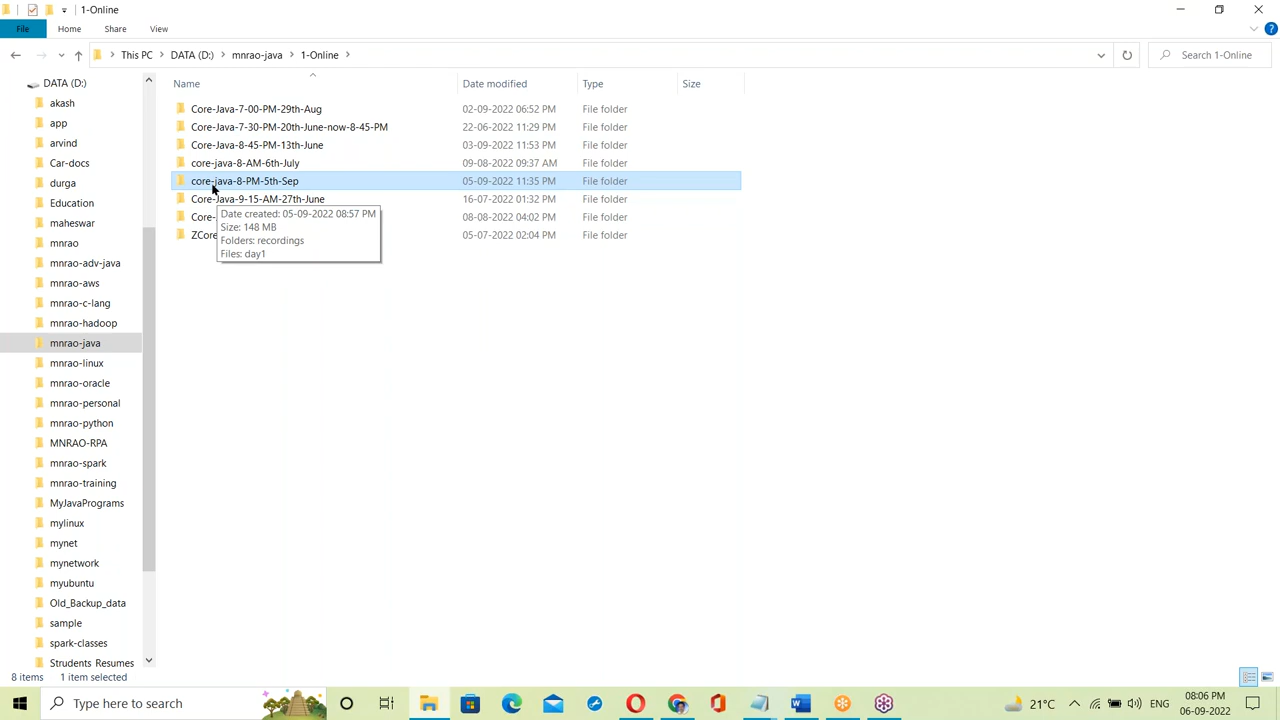 1-Online
File
Home
Share
View
This PC
DATA (D:)
mnrao-java
1-Online
Search 1-Online
DATA (D:)
akash
app
arvind
Car-docs
durga
Education
maheswar
mnrao
mnrao-adv-java
mnrao-aws
mnrao-c-lang
mnrao-hadoop
mnrao-java
mnrao-linux
mnrao-oracle
mnrao-personal
mnrao-python
MNRAO-RPA
mnrao-spark
mnrao-training
MyJavaPrograms
mylinux
mynet
mynetwork
myubuntu
Old_Backup_data
sample
spark-classes
Strudents Resumes
Name Date modified Type Size
Core-Java-7-00-PM-29th-Aug 02-09-2022 06:52 PM File folder
Core-Java-7-30-PM-20th-June-now-8-45-PM 22-06-2022 11:29 PM File folder
Core-Java-8-45-PM-13th-June 03-09-2022 11:53 PM File folder
core-java-8-AM-6th-July 09-08-2022 09:37 AM File folder
core-java-8-PM-5th-Sep 05-09-2022 11:35 PM File folder
Core-Java-9-15-AM-27th-June 16-07-2022 01:32 PM File folder
Core- 08-08-2022 04:02 PM File folder
ZCore 05-07-2022 02:04 PM File folder
Date created: 05-09-2022 08:57 PM
Size: 148 MB
Folders: recordings
Files: day1
8 items 1 item selected
Type here to search
21°C
ENG
08:06 PM
06-09-2022